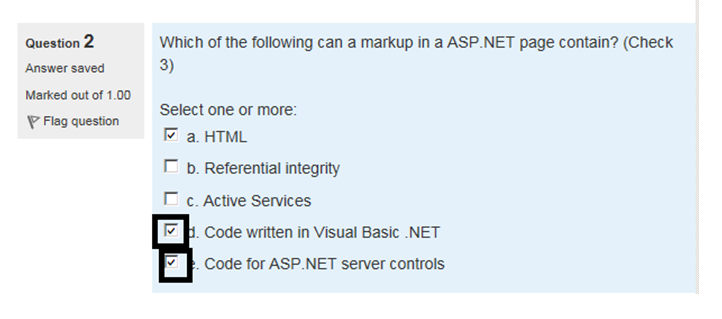 Question 2
Answer saved
Marked out of 1.00
Flag question
Which of the following can a markup in a ASP.NET page contain? (Check
3)
Select one or more:
a. HTML
b. Referential integrity
c. Active Services
d. Code written in Visual Basic .NET
e. Code for ASP.NET server controls